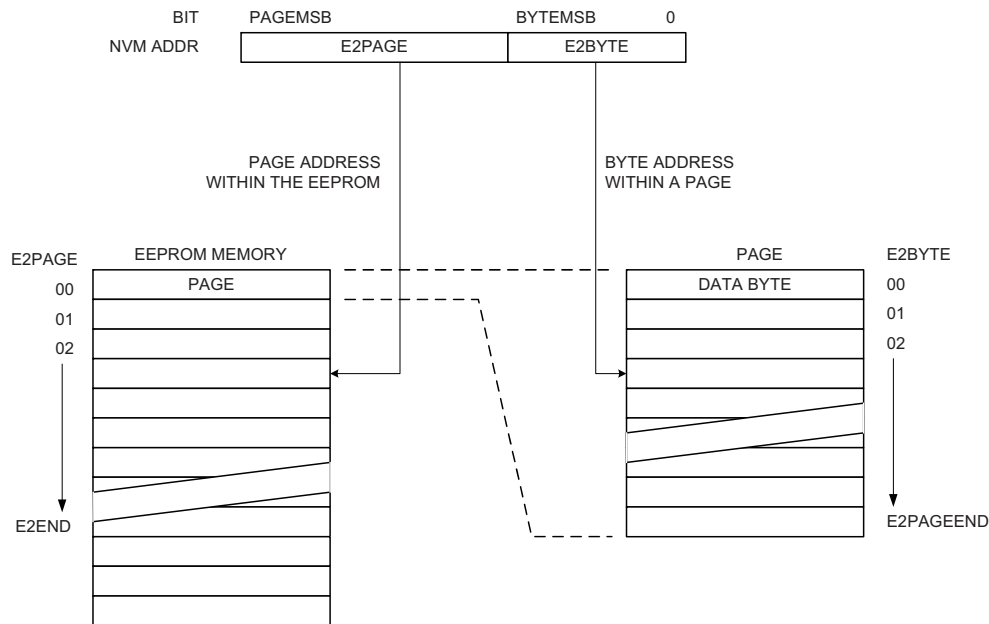 BIT PAGEMSB BYTEMSB 0
NVM ADDR E2PAGE E2BYTE
PAGE ADDRESS
WITHIN THE EEPROM
BYTE ADDRESS
WITHIN A PAGE
E2PAGE EEPROM MEMORY
00 PAGE
01
02
E2END
PAGE E2BYTE
DATA BYTE 00
01
02
E2PAGEEND